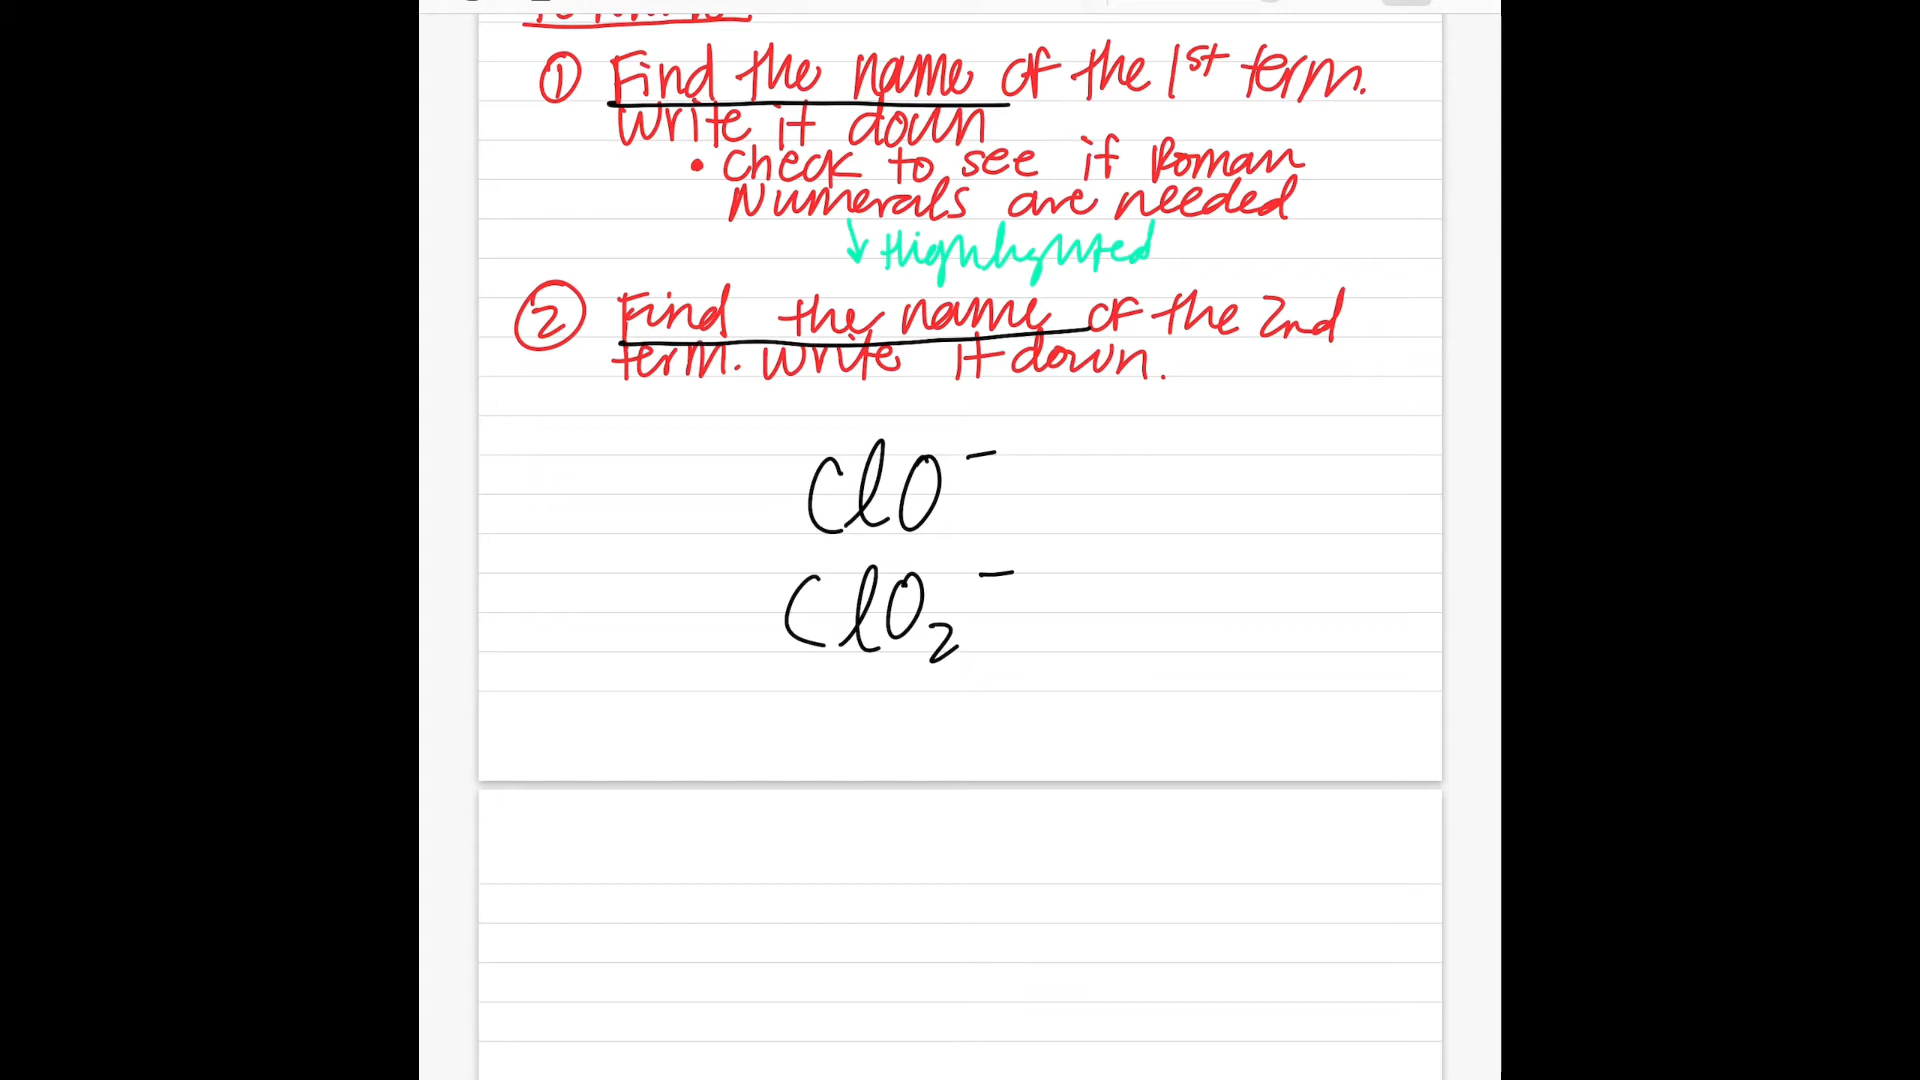 ① Find the name of the 1st term.
Write it down
• Check to see if Roman
Numerals are needed
↓ Highlighted
② Find the name of the 2nd
term. Write it down.
ClO⁻
ClO₂⁻